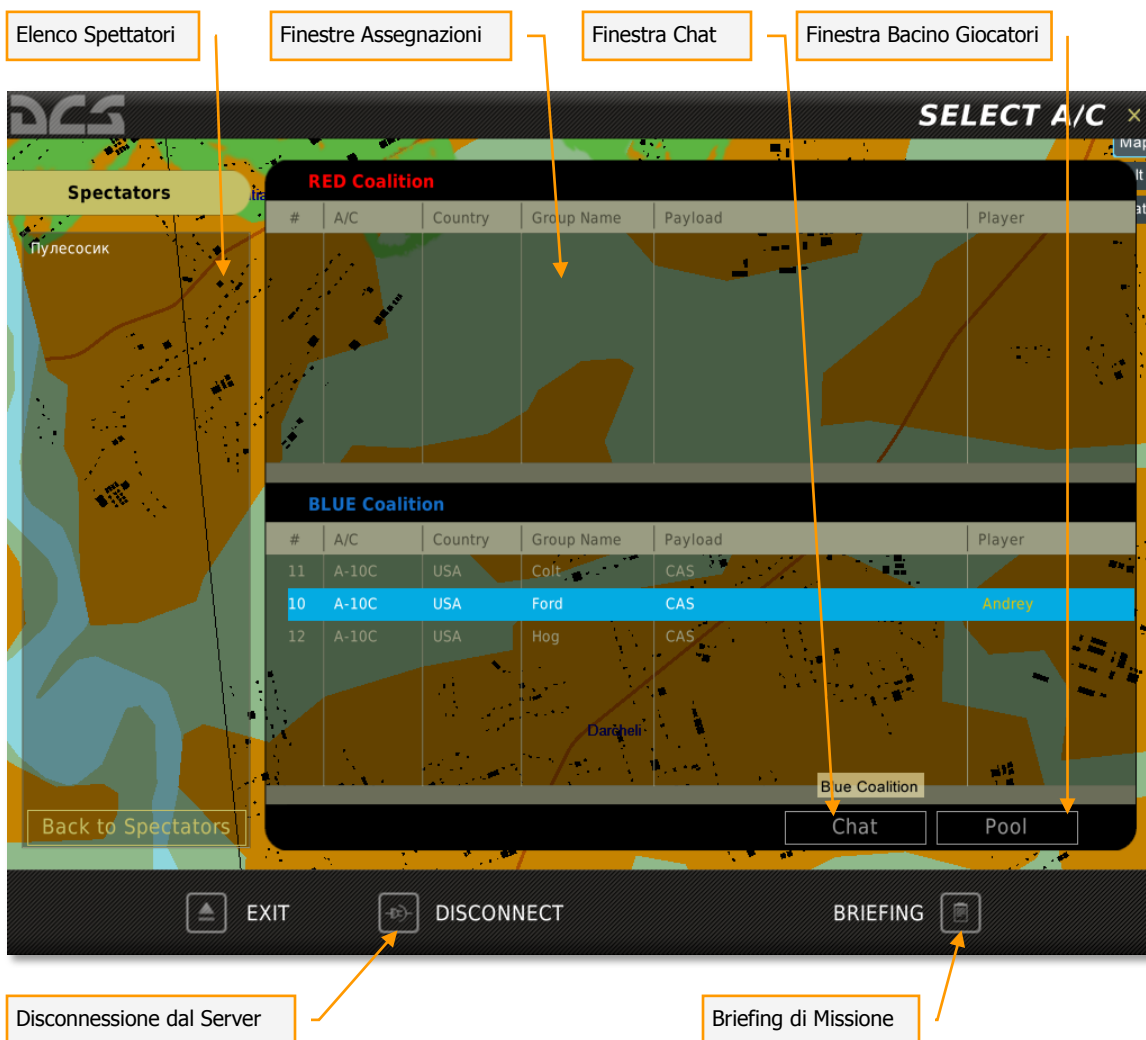 Elenco Spettatori
Finestre Assegnazioni
Finestra Chat
Finestra Bacino Giocatori
DCS
SELECT A/C
Map
Spectators
RED Coalition
# A/C Country Group Name Payload Player
Пулесосик
BLUE Coalition
# A/C Country Group Name Payload Player
11 A-10C USA Colt CAS
10 A-10C USA Ford CAS Andrey
12 A-10C USA Hog CAS
Darcheli
Blue Coalition
Back to Spectators
Chat
Pool
EXIT
DISCONNECT
BRIEFING
Disconnessione dal Server
Briefing di Missione